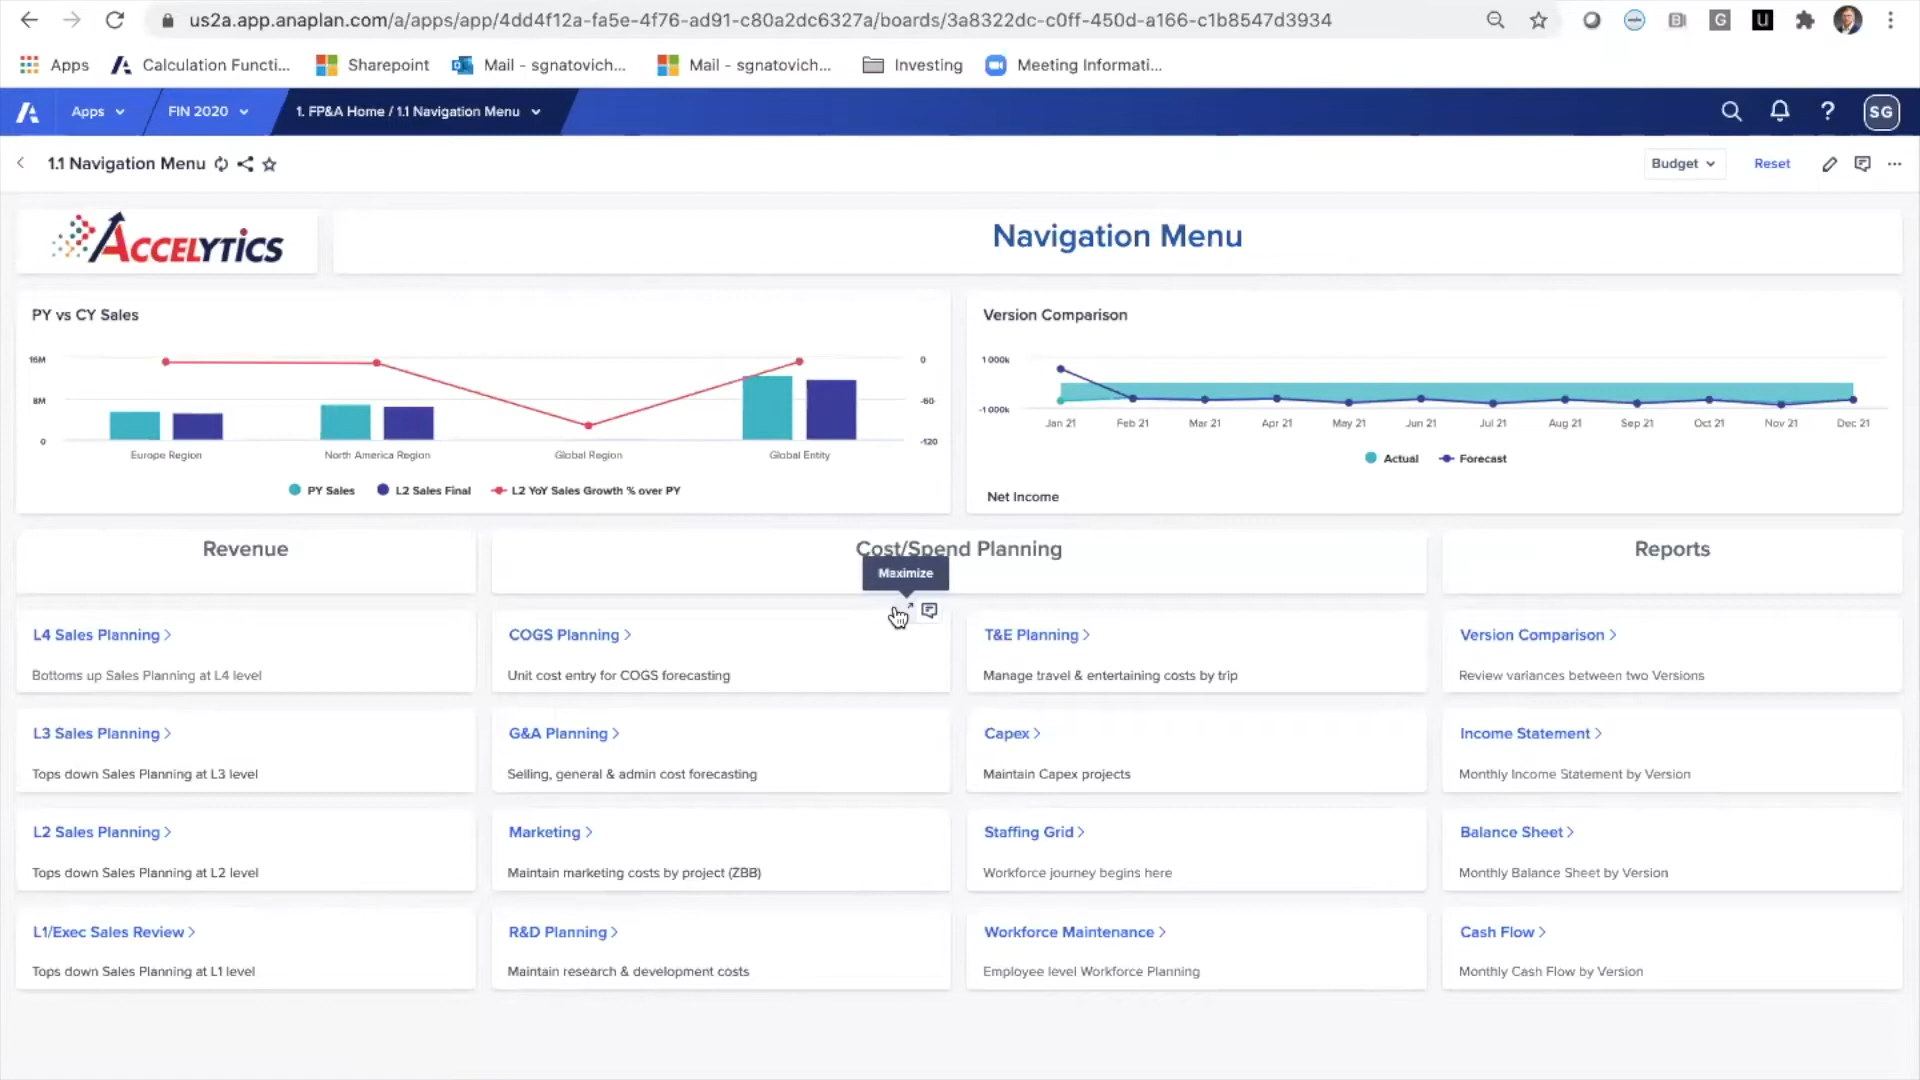 us2a.app.anaplan.com/a/apps/app/4dd4f12a-fa5e-4f76-ad91-c80a2dc6327a/boards/3a8322dc-c0ff-450d-a166-c1b8547d3934
Apps Calculation Functi... Sharepoint Mail - sgnatovich... Mail - sgnatovich... Investing Meeting Informati...
Apps FIN 2020 1. FP&A Home / 1.1 Navigation Menu SG
1.1 Navigation Menu Budget Reset
ACCELYTICS Navigation Menu
PY vs CY Sales
16M 0
8M -60
0 -120
Europe Region North America Region Global Region Global Entity
PY Sales L2 Sales Final L2 YoY Sales Growth % over PY
Version Comparison
1 000k
-1 000k
Jan 21 Feb 21 Mar 21 Apr 21 May 21 Jun 21 Jul 21 Aug 21 Sep 21 Oct 21 Nov 21 Dec 21
Actual Forecast
Net Income
Revenue Cost/Spend Planning Reports
Maximize
L4 Sales Planning COGS Planning T&E Planning Version Comparison
Bottoms up Sales Planning at L4 level Unit cost entry for COGS forecasting Manage travel & entertaining costs by trip Review variances between two Versions
L3 Sales Planning G&A Planning Capex Income Statement
Tops down Sales Planning at L3 level Selling, general & admin cost forecasting Maintain Capex projects Monthly Income Statement by Version
L2 Sales Planning Marketing Staffing Grid Balance Sheet
Tops down Sales Planning at L2 level Maintain marketing costs by project (ZBB) Workforce journey begins here Monthly Balance Sheet by Version
L1/Exec Sales Review R&D Planning Workforce Maintenance Cash Flow
Tops down Sales Planning at L1 level Maintain research & development costs Employee level Workforce Planning Monthly Cash Flow by Version